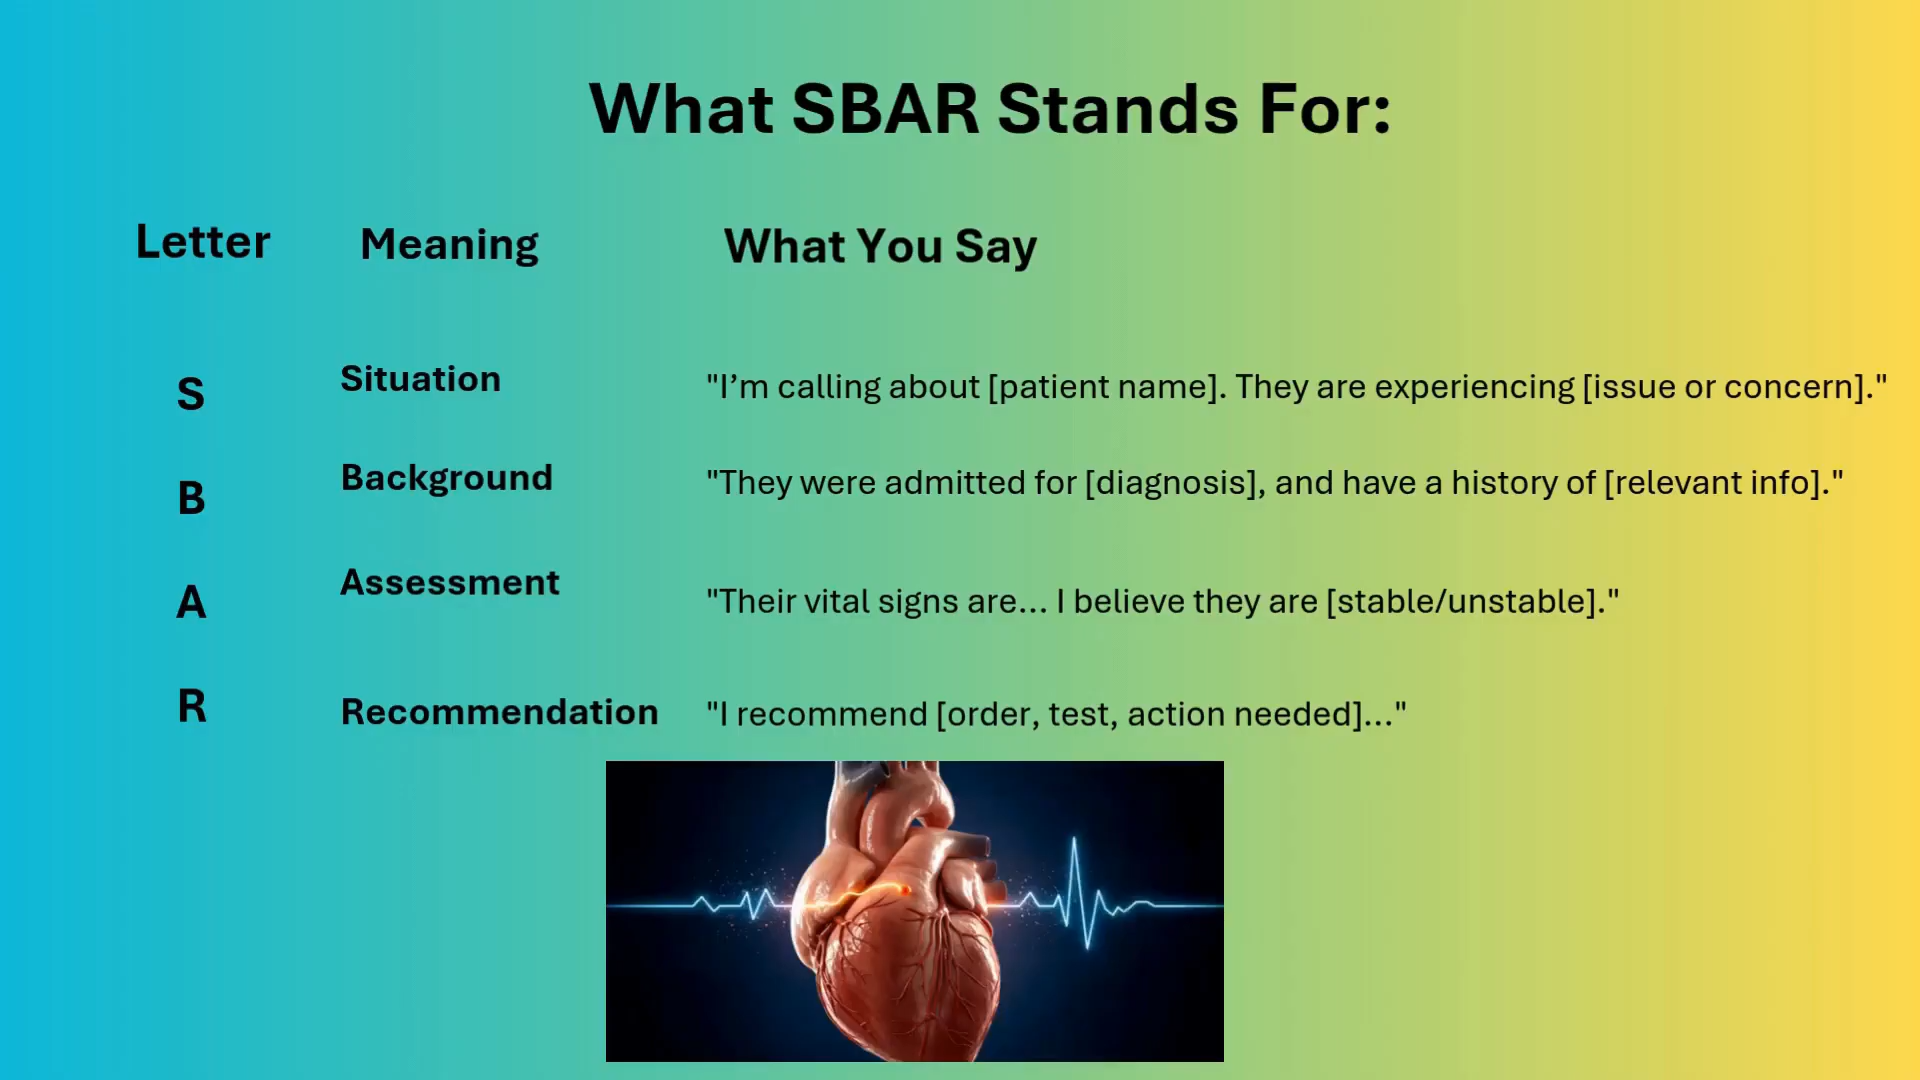 What SBAR Stands For:
Letter Meaning What You Say
S Situation "I’m calling about [patient name]. They are experiencing [issue or concern]."
B Background "They were admitted for [diagnosis], and have a history of [relevant info]."
A Assessment "Their vital signs are... I believe they are [stable/unstable]."
R Recommendation "I recommend [order, test, action needed]..."